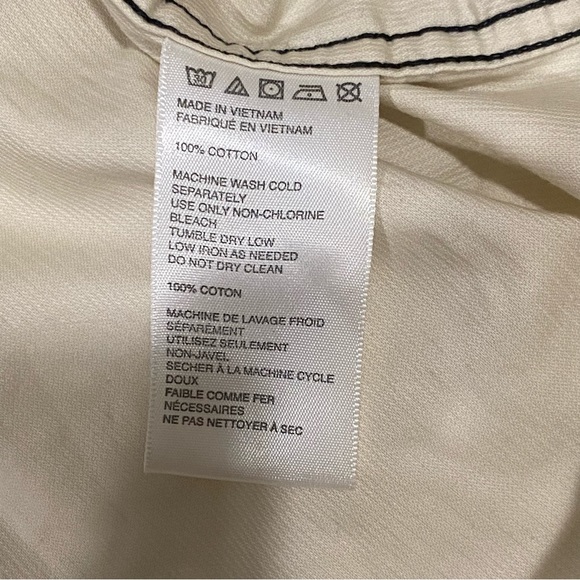 30
MADE IN VIETNAM
FABRIQUÉ EN VIETNAM
100% COTTON
MACHINE WASH COLD
SEPARATELY
USE ONLY NON-CHLORINE
BLEACH
TUMBLE DRY LOW
LOW IRON AS NEEDED
DO NOT DRY CLEAN
100% COTON
MACHINE DE LAVAGE FROID
SÉPARÉMENT
UTILISEZ SEULEMENT
NON-JAVEL
SECHER À LA MACHINE CYCLE
DOUX
FAIBLE COMME FER
NÉCESSAIRES
NE PAS NETTOYER À SEC